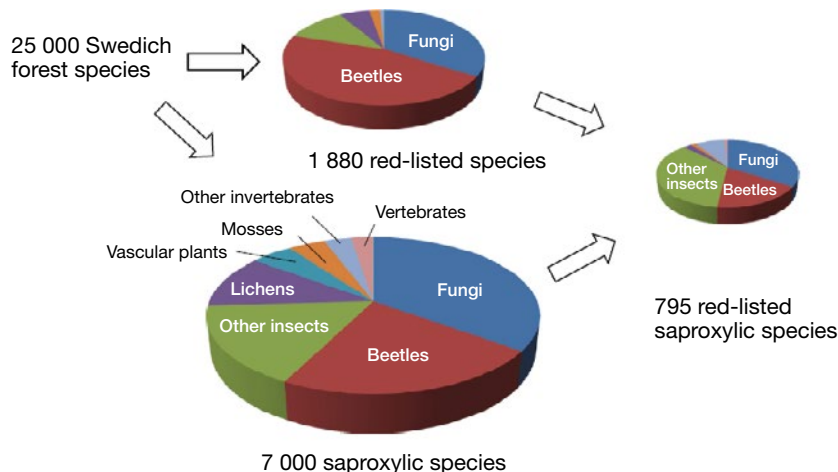 25 000 Swedich
forest species
Fungi
Beetles
1 880 red-listed species
Fungi
Other
insects
Beetles
795 red-listed
saproxylic species
Other invertebrates
Vertebrates
Mosses
Vascular plants
Lichens
Fungi
Other insects
Beetles
7 000 saproxylic species